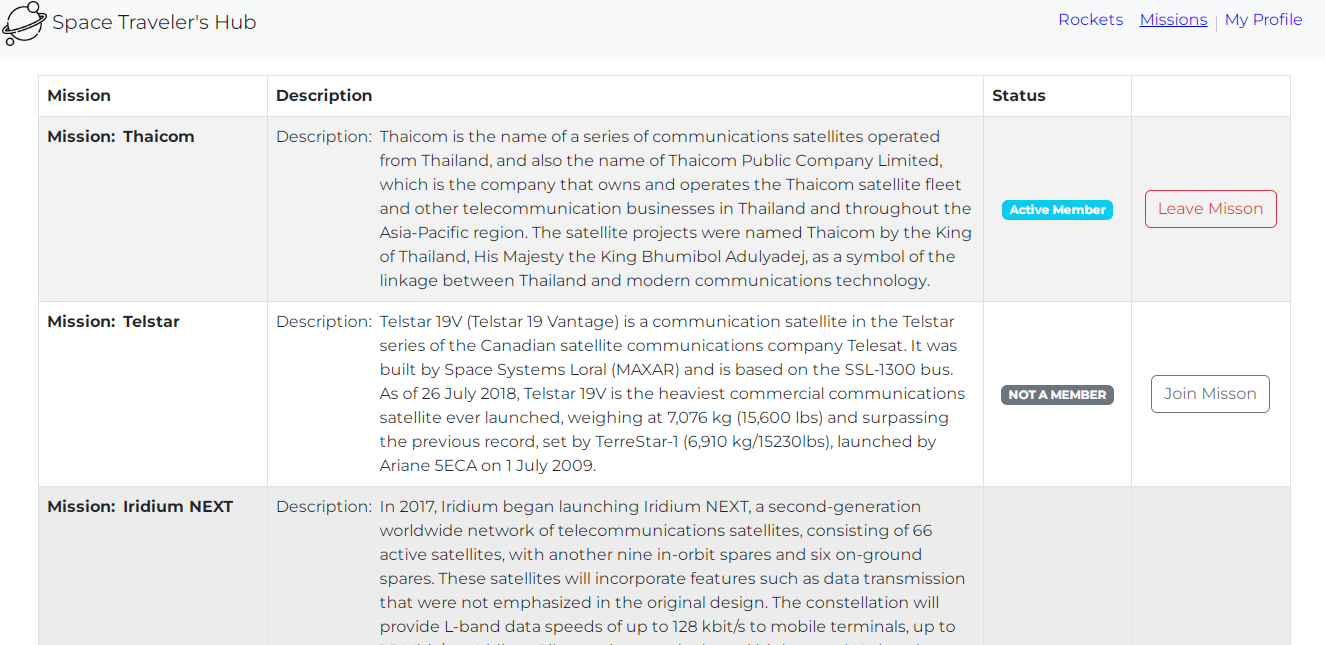 Space Traveler's Hub
Rockets Missions | My Profile
Mission Description Status
Mission: Thaicom
Description: Thaicom is the name of a series of communications satellites operated
from Thailand, and also the name of Thaicom Public Company Limited,
which is the company that owns and operates the Thaicom satellite fleet
and other telecommunication businesses in Thailand and throughout the
Asia-Pacific region. The satellite projects were named Thaicom by the King
of Thailand, His Majesty the King Bhumibol Adulyadej, as a symbol of the
linkage between Thailand and modern communications technology.
Active Member
Leave Misson
Mission: Telstar
Description: Telstar 19V (Telstar 19 Vantage) is a communication satellite in the Telstar
series of the Canadian satellite communications company Telesat. It was
built by Space Systems Loral (MAXAR) and is based on the SSL-1300 bus.
As of 26 July 2018, Telstar 19V is the heaviest commercial communications
satellite ever launched, weighing at 7,076 kg (15,600 lbs) and surpassing
the previous record, set by TerreStar-1 (6,910 kg/15230lbs), launched by
Ariane 5ECA on 1 July 2009.
NOT A MEMBER
Join Misson
Mission: Iridium NEXT
Description: In 2017, Iridium began launching Iridium NEXT, a second-generation
worldwide network of telecommunications satellites, consisting of 66
active satellites, with another nine in-orbit spares and six on-ground
spares. These satellites will incorporate features such as data transmission
that were not emphasized in the original design. The constellation will
provide L-band data speeds of up to 128 kbit/s to mobile terminals, up to